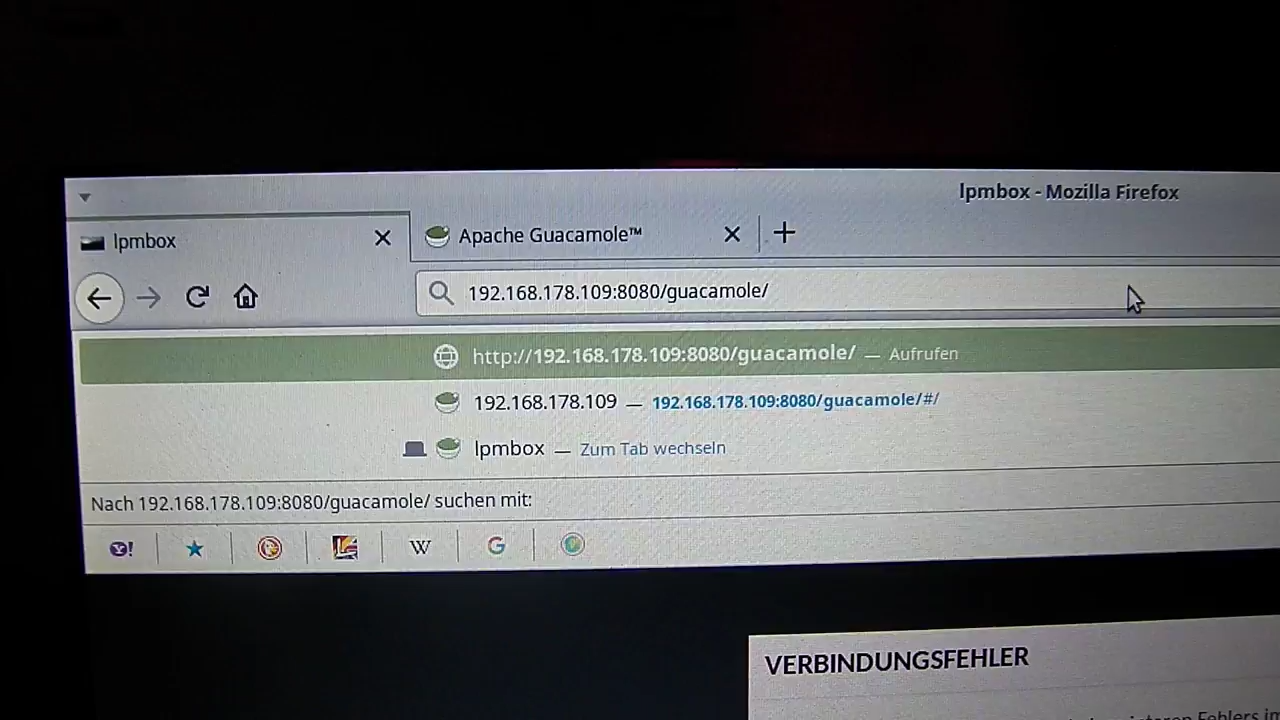 lpmbox - Mozilla Firefox
lpmbox
Apache Guacamole™
192.168.178.109:8080/guacamole/
http://192.168.178.109:8080/guacamole/ — Aufrufen
192.168.178.109 — 192.168.178.109:8080/guacamole/#/
lpmbox — Zum Tab wechseln
Nach 192.168.178.109:8080/guacamole/ suchen mit:
Y! W G
VERBINDUNGSFEHLER
Fehlers im